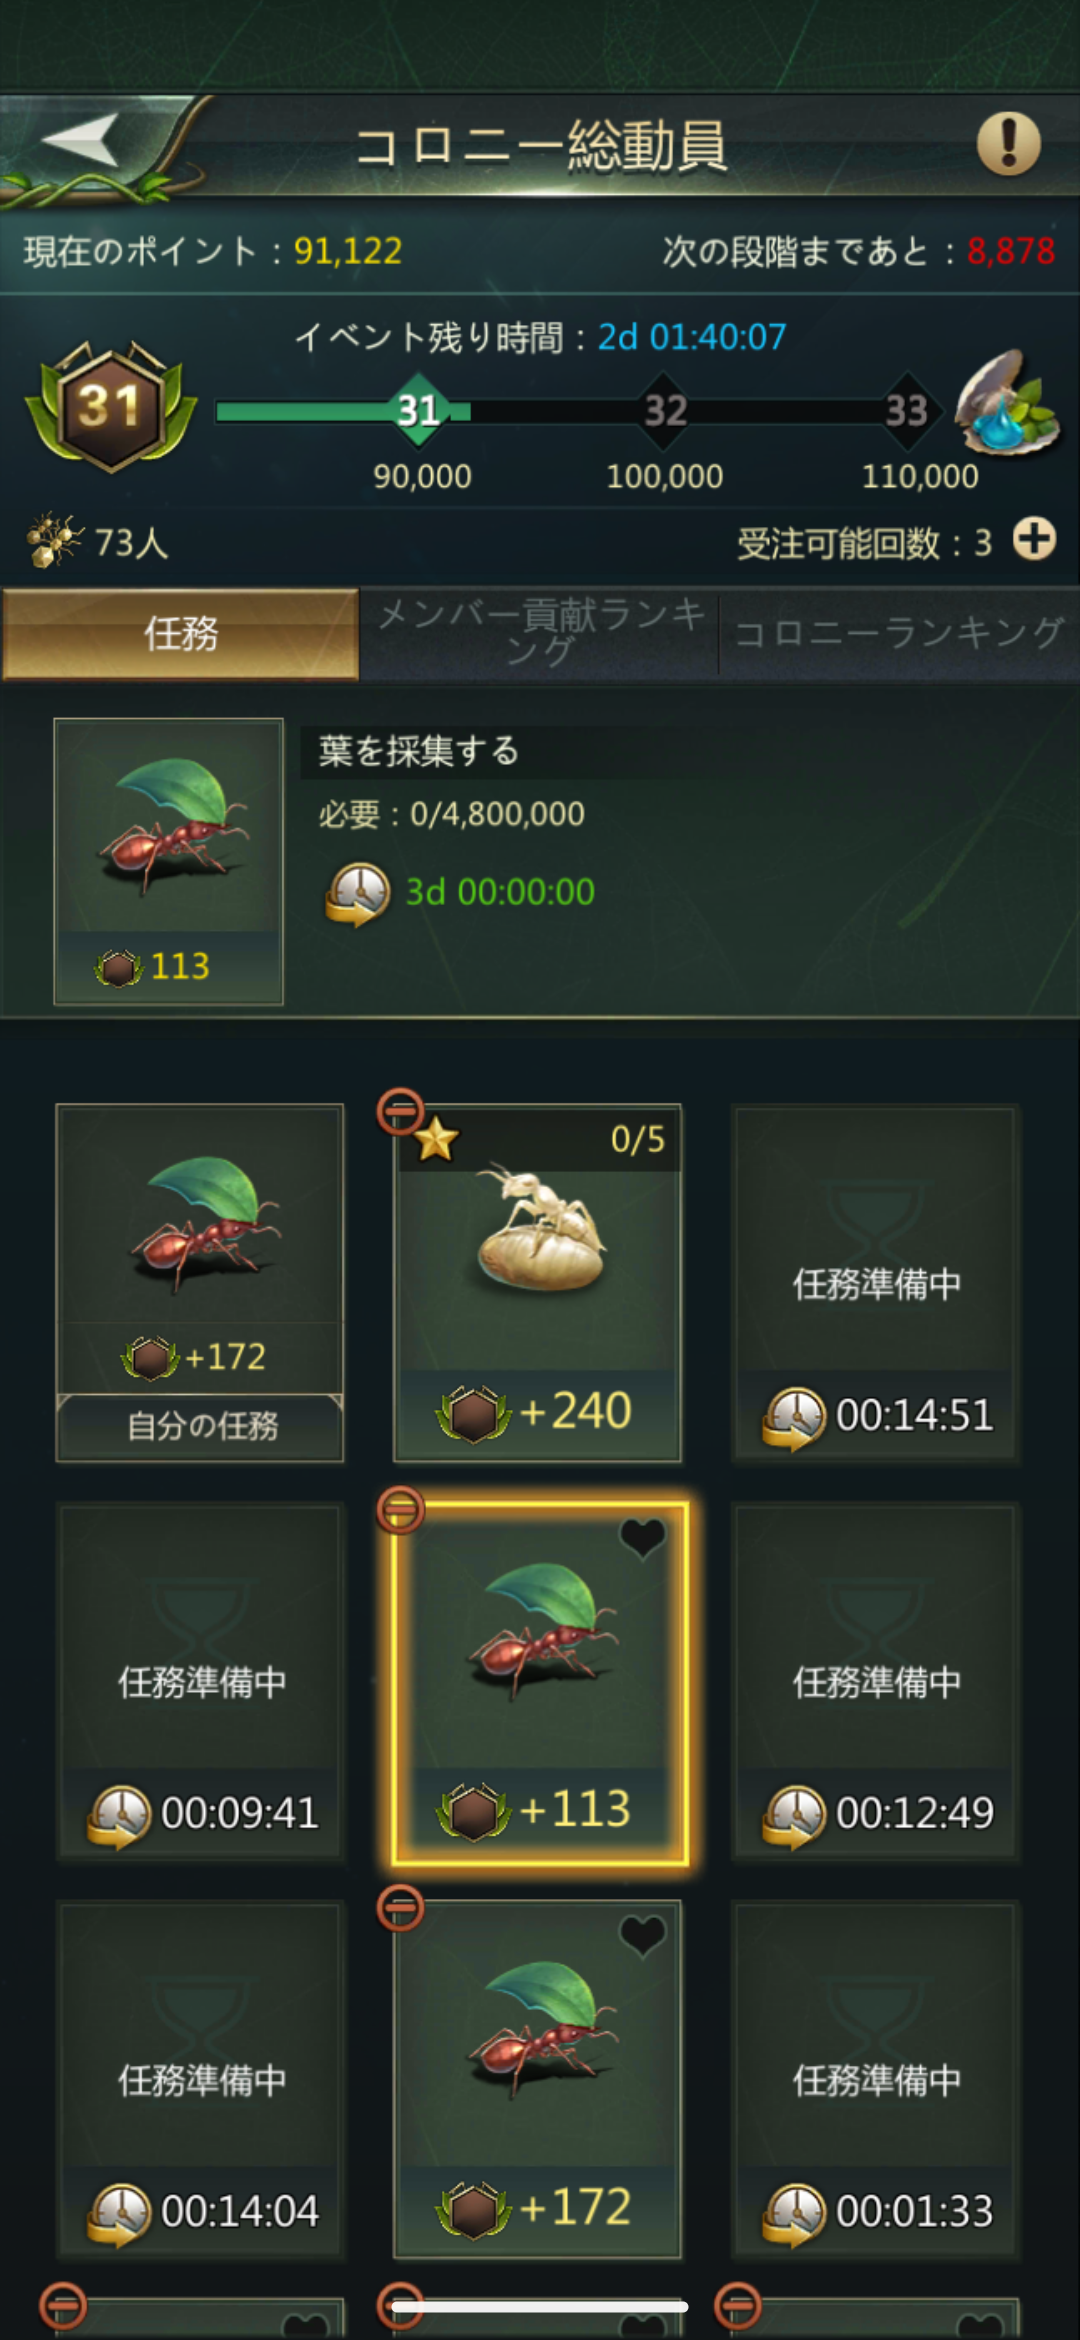 コロニー総動員
現在のポイント：91,122
次の段階まであと：8,878
イベント残り時間：2d 01:40:07
31
31
32
33
90,000
100,000
110,000
73人
受注可能回数：3
任務
メンバー貢献ランキ
ング
コロニーランキング
葉を採集する
必要：0/4,800,000
3d 00:00:00
113
0/5
任務準備中
+172
+240
00:14:51
自分の任務
任務準備中
任務準備中
00:09:41
+113
00:12:49
任務準備中
任務準備中
00:14:04
+172
00:01:33